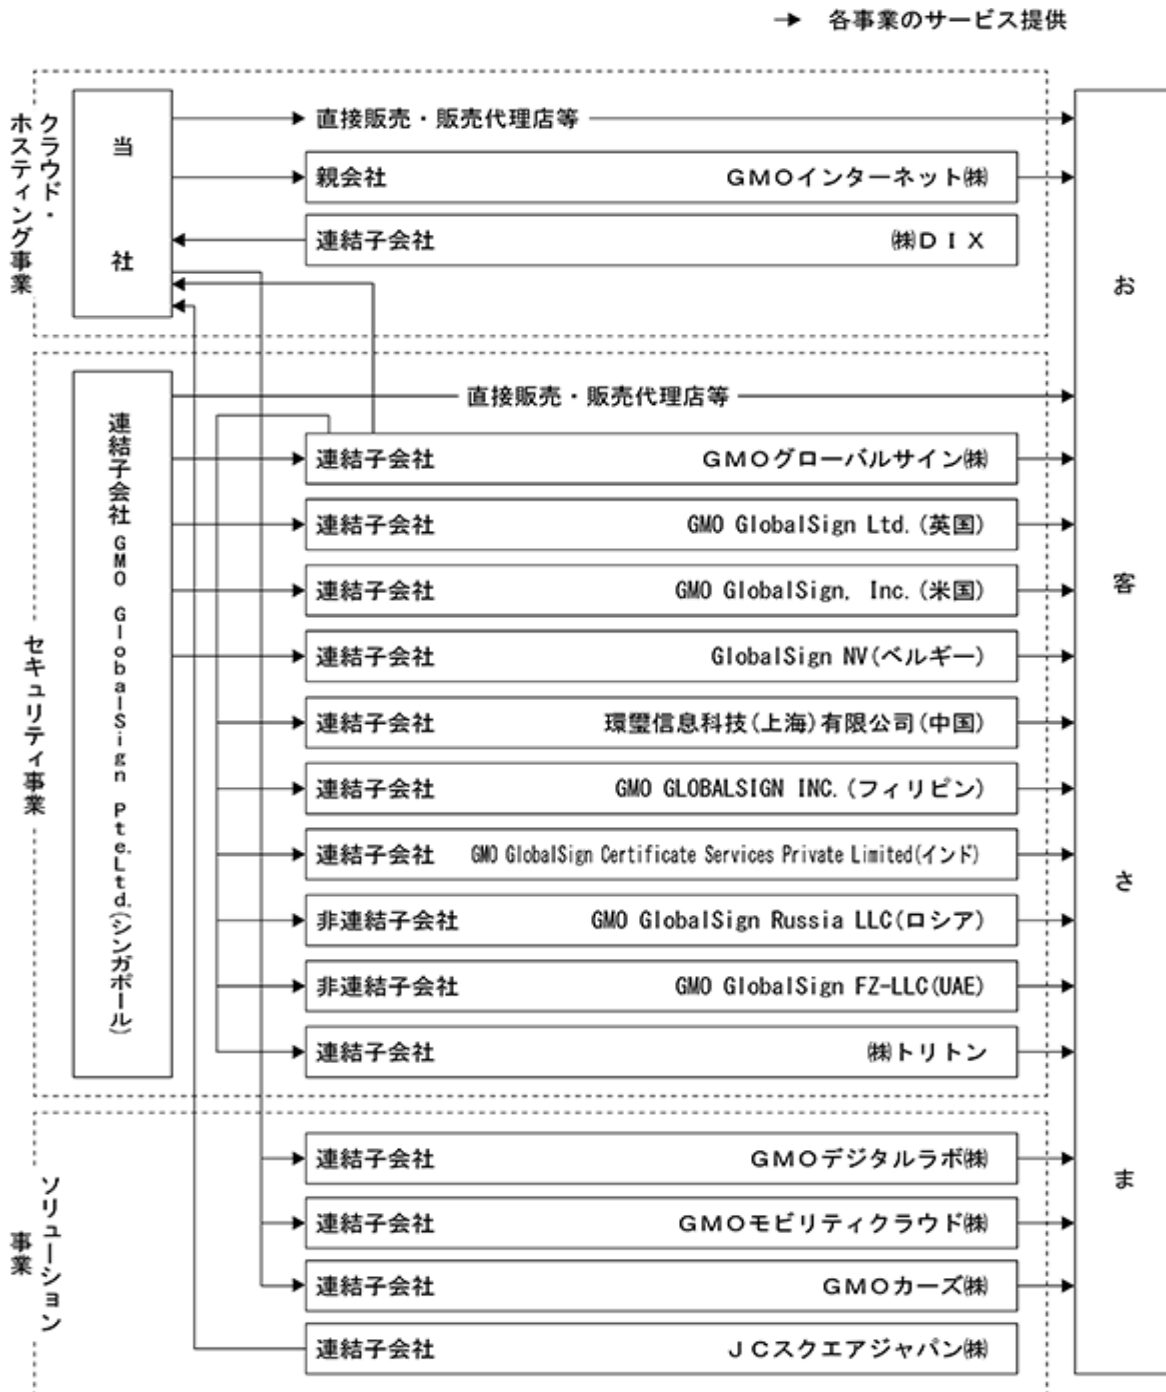 → 各事業のサービス提供
クラウド・
ホスティング事業
当社
直接販売・販売代理店等
親会社 GMOインターネット㈱
連結子会社 ㈱DIX
セキュリティ事業
連結子会社 GMO GlobalSign Pte.Ltd.(シンガポール)
直接販売・販売代理店等
連結子会社 GMOグローバルサイン㈱
連結子会社 GMO GlobalSign Ltd.(英国)
連結子会社 GMO GlobalSign, Inc.(米国)
連結子会社 GlobalSign NV(ベルギー)
連結子会社 環璽信息科技(上海)有限公司(中国)
連結子会社 GMO GLOBALSIGN INC.(フィリピン)
連結子会社 GMO GlobalSign Certificate Services Private Limited(インド)
非連結子会社 GMO GlobalSign Russia LLC(ロシア)
非連結子会社 GMO GlobalSign FZ-LLC(UAE)
連結子会社 ㈱トリトン
ソリューション
事業
連結子会社 GMOデジタルラボ㈱
連結子会社 GMOモビリティクラウド㈱
連結子会社 GMOカーズ㈱
連結子会社 JCスクエアジャパン㈱
お客さま